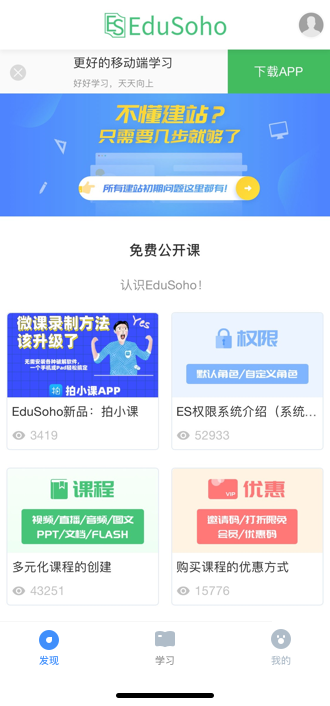 EduSoho
更好的移动端学习
好好学习，天天向上
下载APP
不懂建站？
只需要几步就够了
所有建站初期问题这里都有!
免费公开课
认识EduSoho!
微课录制方法
该升级了
Yes
无需安装各种破解软件，
一个手机或Pad轻松搞定
拍小课APP
EduSoho新品：拍小课
3419
权限
默认角色/自定义角色
ES权限系统介绍（系统...
52933
课程
视频/直播/音频/图文
PPT/文档/FLASH
多元化课程的创建
43251
VIP
优惠
邀请码/打折限免
会员/优惠码
购买课程的优惠方式
15776
发现
学习
我的